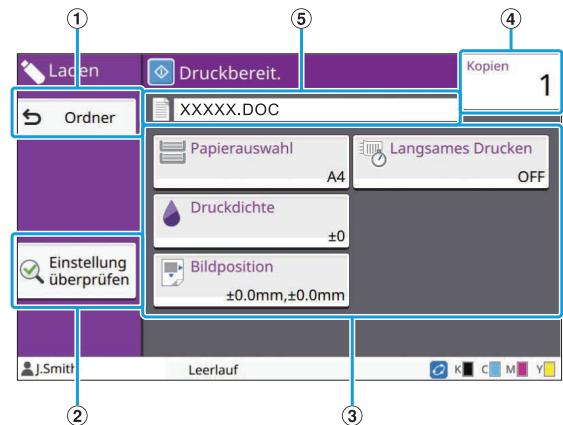 ① ⑤ ④
Laden
Druckbereit.
Kopien
1
Ordner
XXXXX.DOC
Papierauswahl
A4
Langsames Drucken
OFF
Druckdichte
±0
Einstellung
überprüfen
Bildposition
±0.0mm,±0.0mm
J.Smith
Leerlauf
K C M Y
② ③